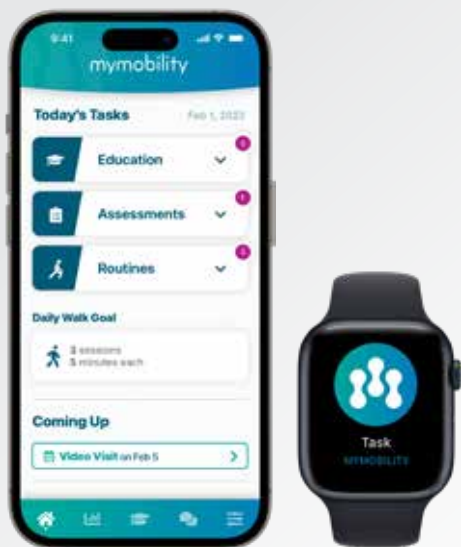 9:41
mymobility
Today's Tasks
Feb 1, 2023
Education
Assessments
Routines
Daily Walk Goal
3 sessions
5 minutes each
Coming Up
Video Visit on Feb 5
Task
MYMOBILITY